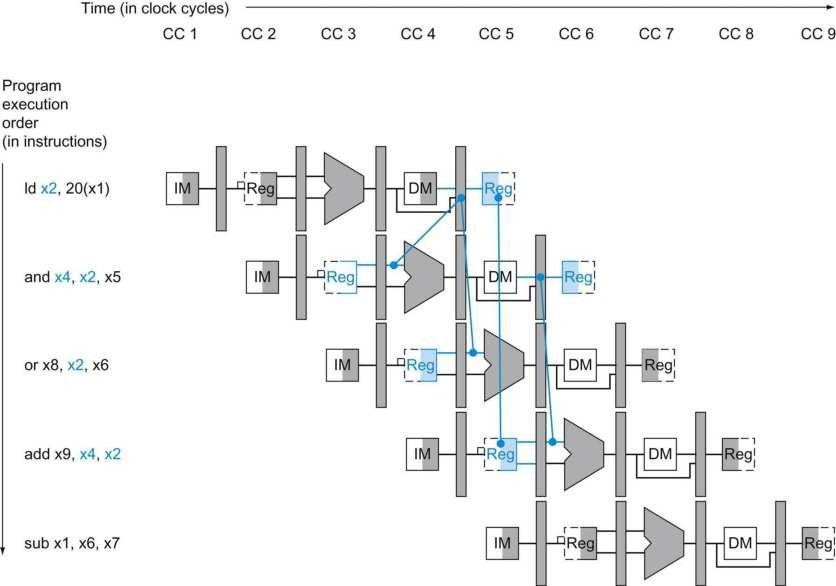 Time (in clock cycles)
CC 1 CC 2 CC 3 CC 4 CC 5 CC 6 CC 7 CC 8 CC 9
Program
execution
order
(in instructions)
ld x2, 20(x1)
IM Reg DM Reg
and x4, x2, x5
IM Reg DM Reg
or x8, x2, x6
IM Reg DM Reg
add x9, x4, x2
IM Reg DM Reg
sub x1, x6, x7
IM Reg DM Reg